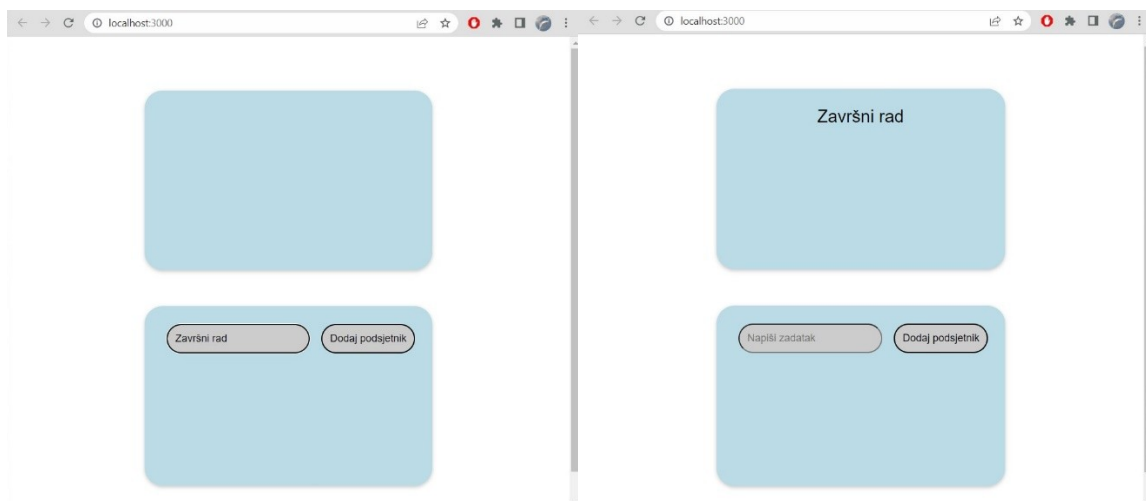 localhost:3000
Završni rad
Dodaj podsjetnik
localhost:3000
Završni rad
Napiši zadatak
Dodaj podsjetnik